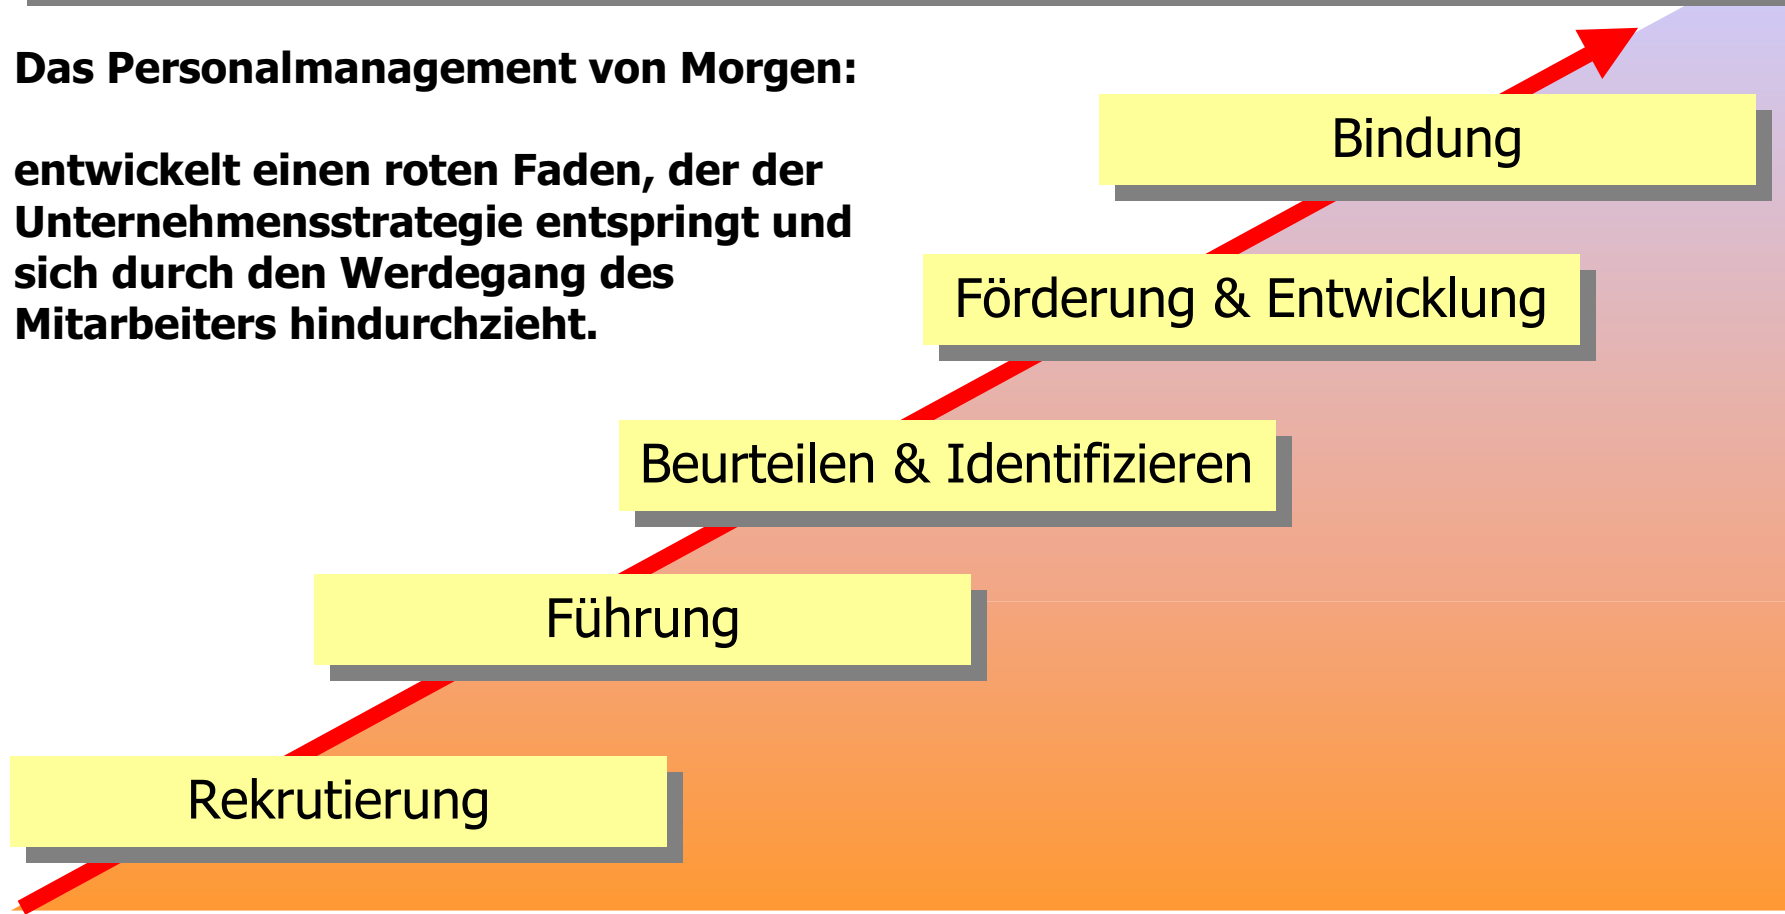 Das Personalmanagement von Morgen:
entwickelt einen roten Faden, der der
Unternehmensstrategie entspringt und
sich durch den Werdegang des
Mitarbeiters hindurchzieht.
Bindung
Förderung & Entwicklung
Beurteilen & Identifizieren
Führung
Rekrutierung